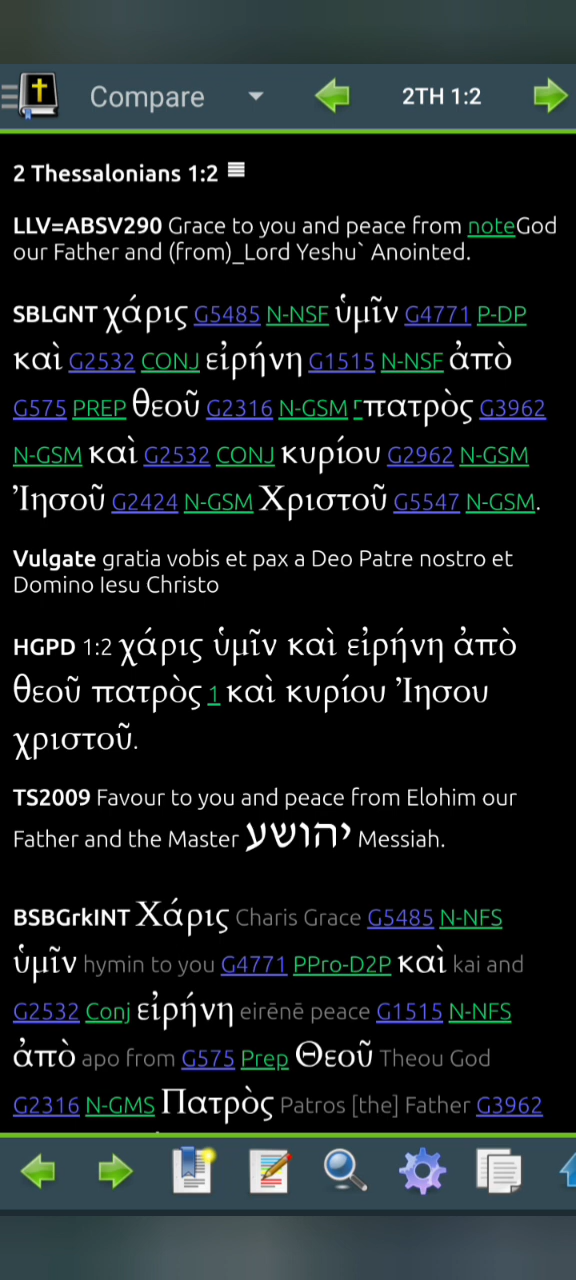 Compare
2TH 1:2
2 Thessalonians 1:2
LLV=ABSV290 Grace to you and peace from noteGod
our Father and (from)_Lord Yeshu` Anointed.
SBLGNT χάρις G5485 N-NSF ὑμῖν G4771 P-DP
καὶ G2532 CONJ εἰρήνη G1515 N-NSF ἀπὸ
G575 PREP θεοῦ G2316 N-GSM ⸀πατρὸς G3962
N-GSM καὶ G2532 CONJ κυρίου G2962 N-GSM
Ἰησοῦ G2424 N-GSM Χριστοῦ G5547 N-GSM.
Vulgate gratia vobis et pax a Deo Patre nostro et
Domino Iesu Christo
HGPD 1:2 χάρις ὑμῖν καὶ εἰρήνη ἀπὸ
θεοῦ πατρὸς 1 καὶ κυρίου Ἰησου
χριστοῦ.
TS2009 Favour to you and peace from Elohim our
Father and the Master יהושע Messiah.
BSBGrkINT Χάρις Charis Grace G5485 N-NFS
ὑμῖν hymin to you G4771 PPro-D2P καὶ kai and
G2532 Conj εἰρήνη eirēnē peace G1515 N-NFS
ἀπὸ apo from G575 Prep Θεοῦ Theou God
G2316 N-GMS Πατρὸς Patros [the] Father G3962